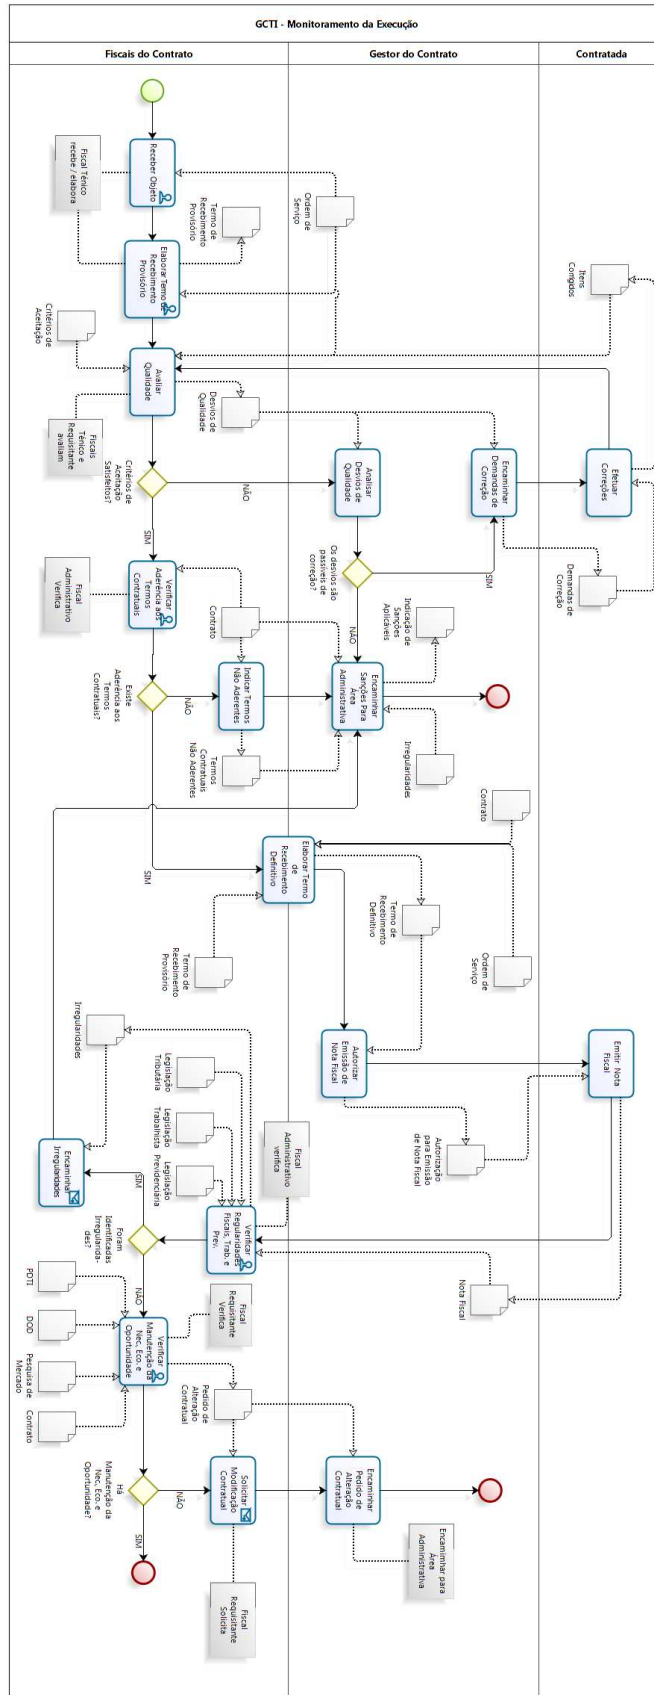 GCTI - Monitoramento da Execução
Fiscais do Contrato
Gestor do Contrato
Contratada
Receber Objeto
Fiscal Ténico
recebe / elabora
Elaborar Termo de
Recebimento
Provisório
Termo de
Recebimento
Provisório
Ordem de
Serviço
Itens
Corrigidos
Critérios de
Aceitação
Avaliar
Qualidade
Fiscais
Ténico e
Requisitante
avaliam
Desvios de
Qualidade
Critérios de
Aceitação
Satisfeitos?
NÃO
SIM
Analisar
Desvios de
Qualidade
Encaminhar
Demandas de
Correção
Efetuar
Correções
Os desvios são
passíveis de
correção?
SIM
NÃO
Demandas de
Correção
Verificar
Aderência aos
Termos
Contratuais
Fiscal
Administrativo
Verifica
Contrato
Indicação de
Sanções
Aplicáveis
Existe
Aderência aos
Termos
Contratuais?
NÃO
SIM
Indicar Termos
Não Aderentes
Encaminhar
Sanções Para
Área
Administrativa
Termos
Contratuais
Não Aderentes
Irregularidades
Contrato
Elaborar Termo
de
Recebimento
Definitivo
Termo de
Recebimento
Definitivo
Termo de
Recebimento
Provisório
Ordem de
Serviço
Autorizar
Emissão de
Nota Fiscal
Emitir Nota
Fiscal
Autorização
para Emissão
de Nota Fiscal
Irregularidades
Legislação
Tributária
Legislação
Trabalhista
Legislação
Previdenciária
Fiscal
Administrativo
verifica
Encaminhar
Irregularidades
Verificar
Regularidades
Fiscais, Trab. e
Prev.
Foram
Identificadas
Irregularida-
des?
SIM
NÃO
Nota Fiscal
PDTI
DOD
Pesquisa de
Mercado
Contrato
Verificar
Manutenção da
Nec, Eco. e
Oportunidade
Fiscal
Requisitante
Verifica
Pedido de
Alteração
Contratual
Há
Manutenção da
Nec, Eco. e
Oportunidade?
NÃO
SIM
Solicitar
Modificação
Contratual
Encaminhar
Pedido de
Alteração
Contratual
Fiscal
Requisitante
Solicita
Encamimhar para
Área
Administrativa